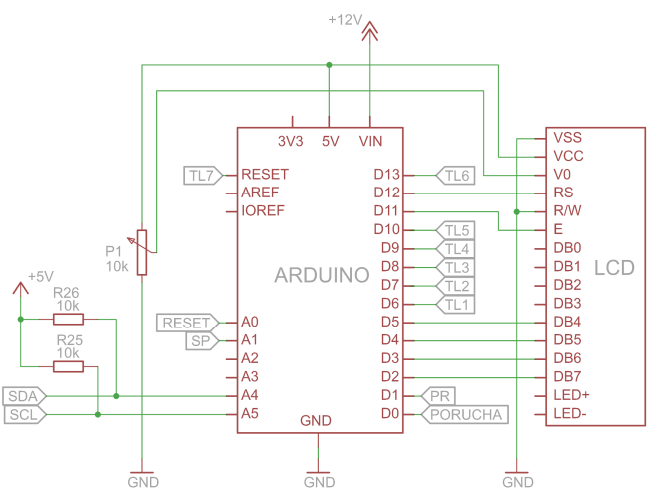 +12V
3V3 5V VIN
TL7 RESET D13 TL6
AREF D12
IOREF D11
D10 TL5
D9 TL4
D8 TL3
D7 TL2
D6 TL1
RESET A0 D5
SP A1 D4
A2 D3
A3 D2
A4 D1 PR
A5 D0 PORUCHA
ARDUINO
GND
VSS
VCC
V0
RS
R/W
E
DB0
DB1
DB2
DB3
DB4
DB5
DB6
DB7
LED+
LED-
LCD
P1
10k
+5V
R26
10k
R25
10k
SDA
SCL
GND GND GND